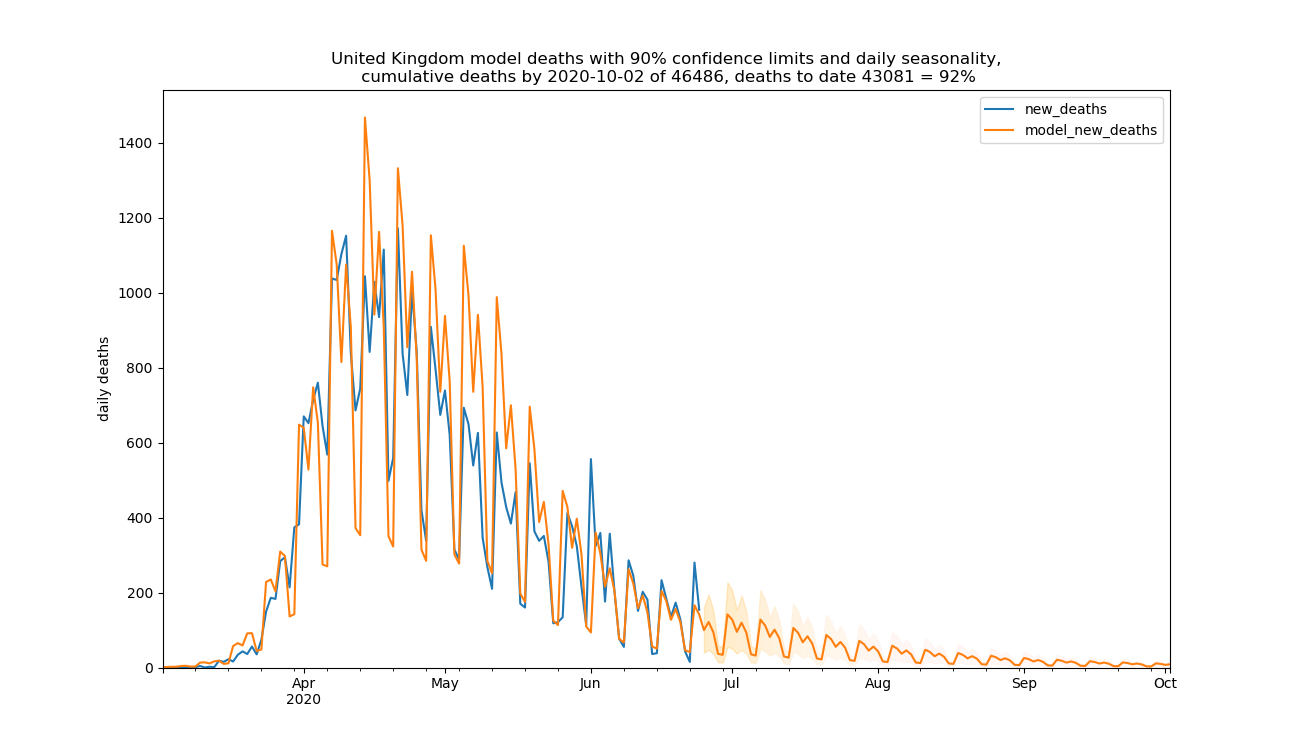 United Kingdom model deaths with 90% confidence limits and daily seasonality,
cumulative deaths by 2020-10-02 of 46486, deaths to date 43081 = 92%
new_deaths
model_new_deaths
daily deaths
1400
1200
1000
800
600
400
200
0
Apr
2020
May
Jun
Jul
Aug
Sep
Oct